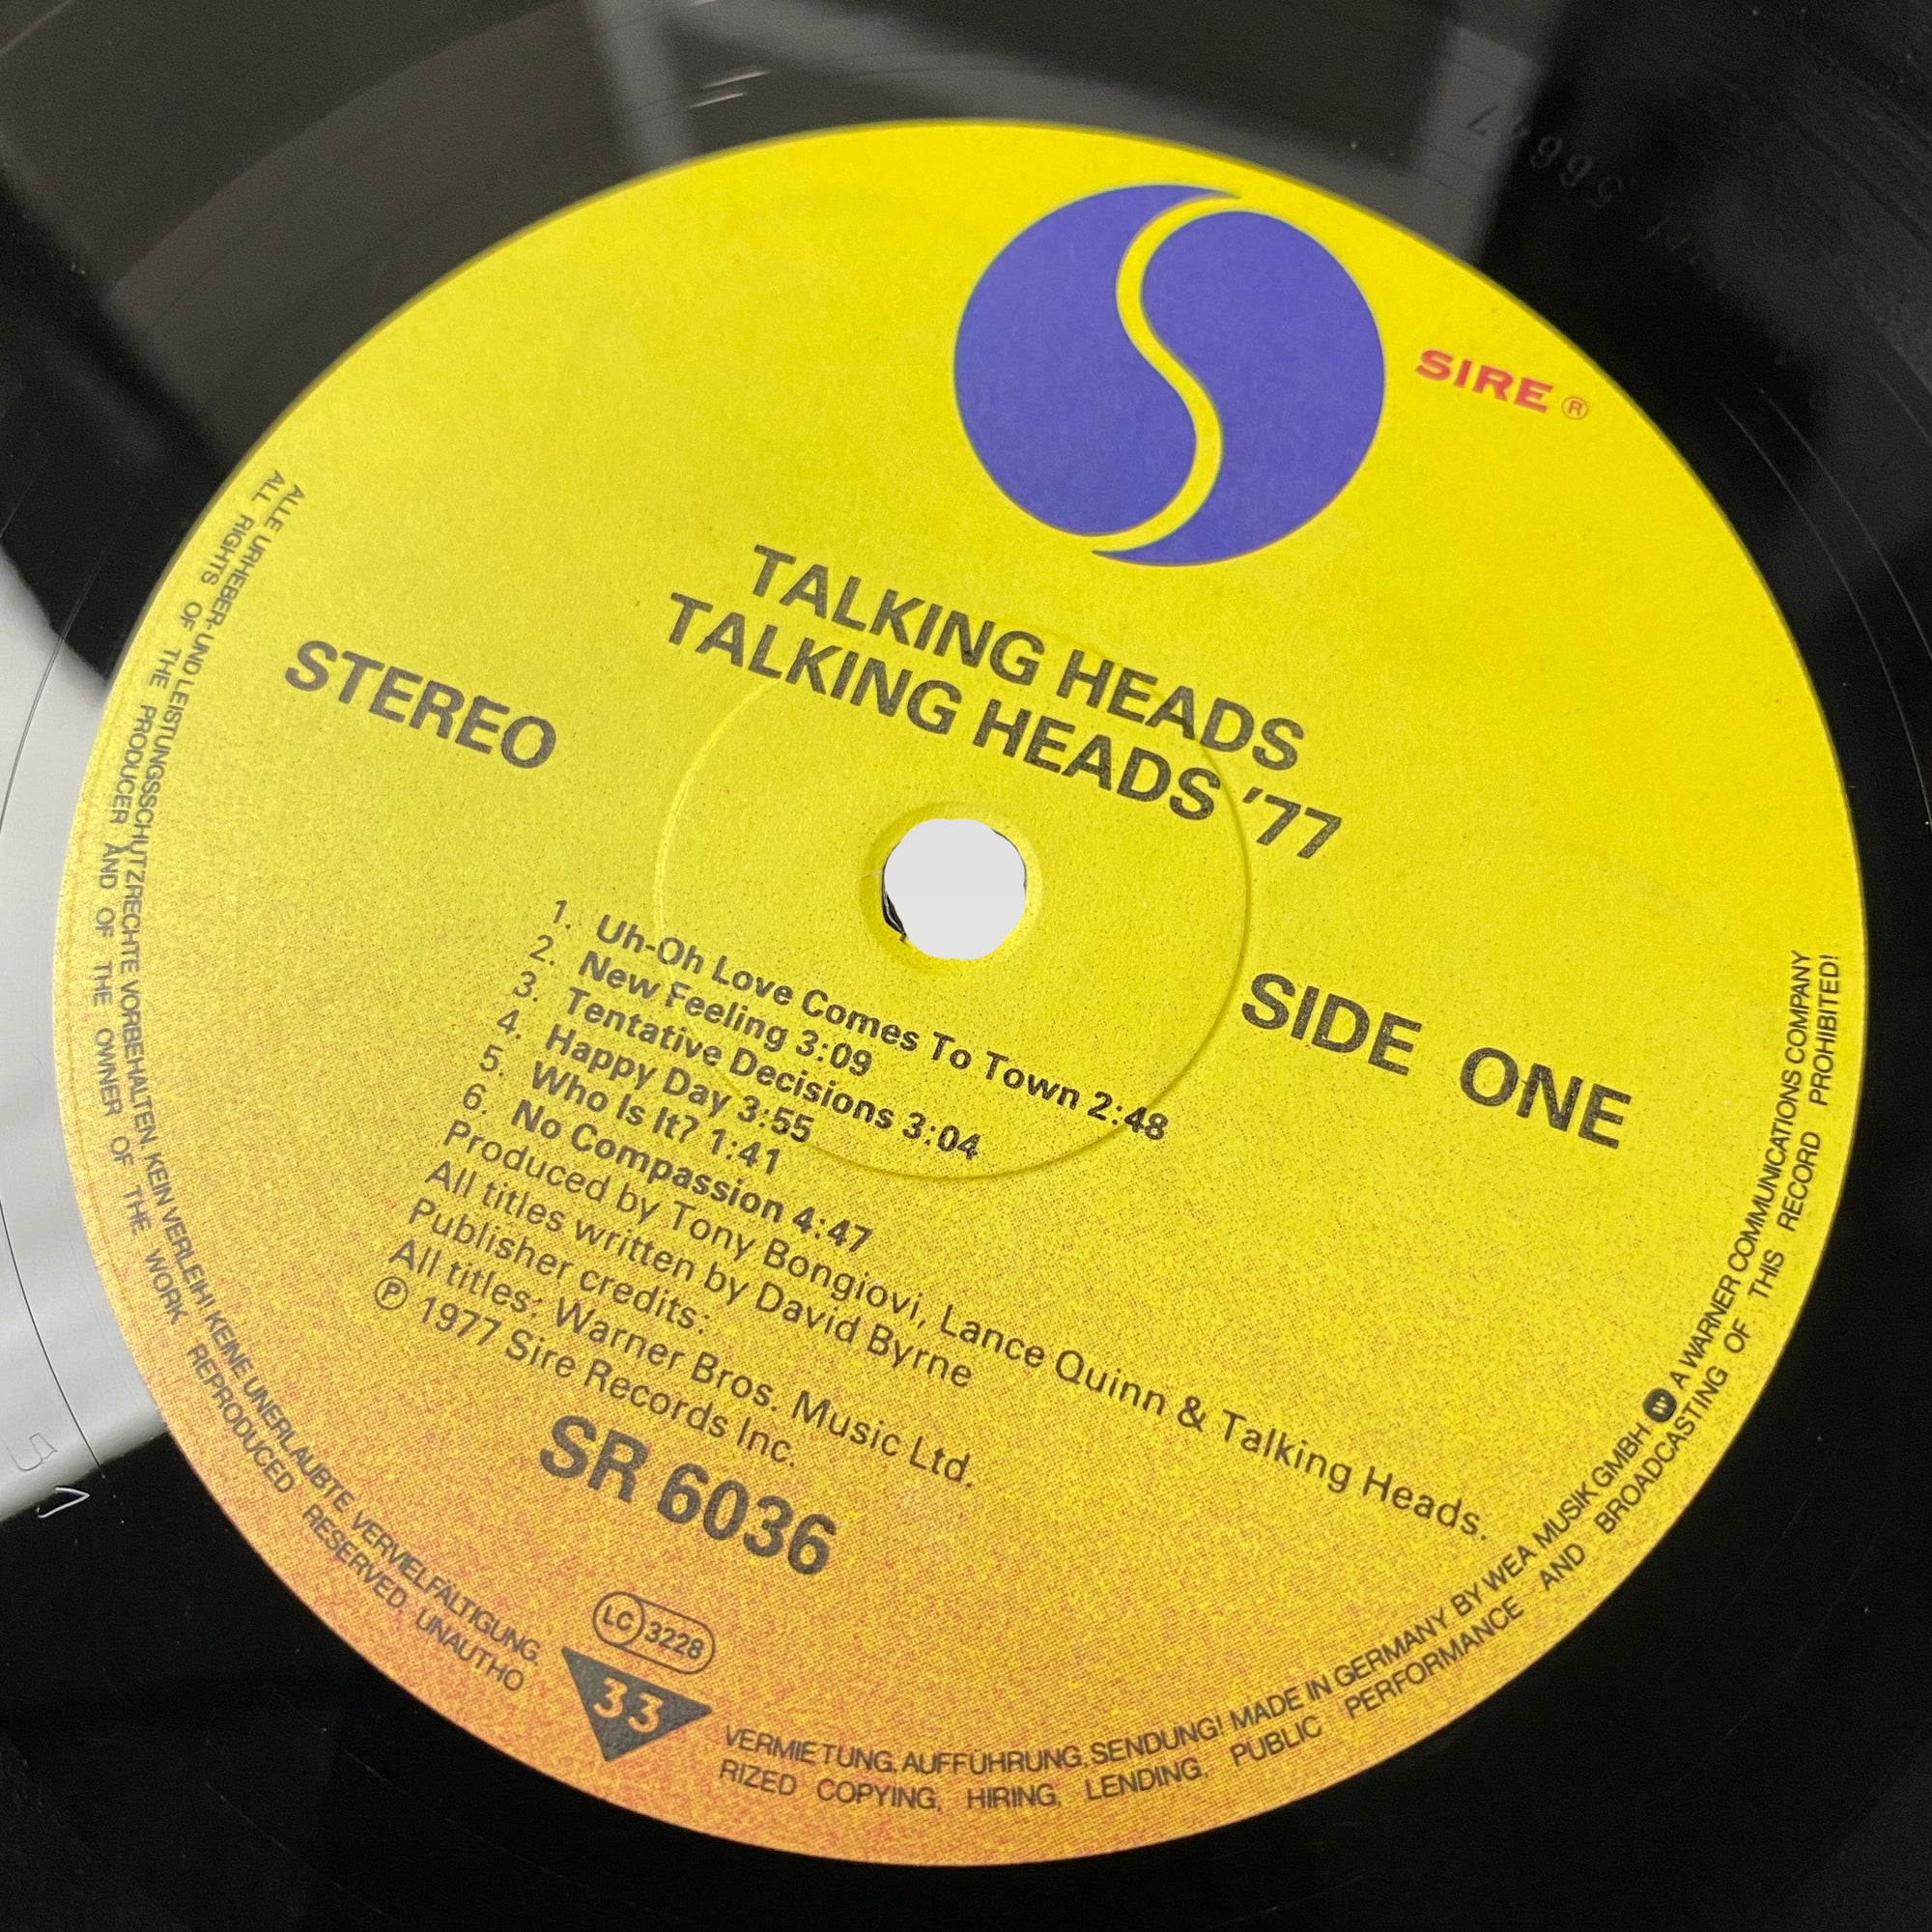 SIRE ®
TALKING HEADS
TALKING HEADS '77
STEREO
SIDE ONE
1. Uh-Oh Love Comes To Town 2:48
2. New Feeling 3:09
3. Tentative Decisions 3:04
4. Happy Day 3:55
5. Who Is It? 1:41
6. No Compassion 4:47
Produced by Tony Bongiovi, Lance Quinn & Talking Heads.
All titles written by David Byrne
Publisher credits:
All titles: Warner Bros. Music Ltd.
℗ 1977 Sire Records Inc.
SR 6036
LC 3228
33
ALLE URHEBER- UND LEISTUNGSSCHUTZRECHTE VORBEHALTEN KEIN VERLEIH! KEINE UNERLAUBTE VERVIELFÄLTIGUNG, VERMIETUNG, AUFFÜHRUNG, SENDUNG! MADE IN GERMANY BY WEA MUSIK GMBH W A WARNER COMMUNICATIONS COMPANY
ALL RIGHTS OF THE PRODUCER AND OF THE OWNER OF THE WORK REPRODUCED RESERVED UNAUTHORIZED COPYING, HIRING, LENDING, PUBLIC PERFORMANCE AND BROADCASTING OF THIS RECORD PROHIBITED!